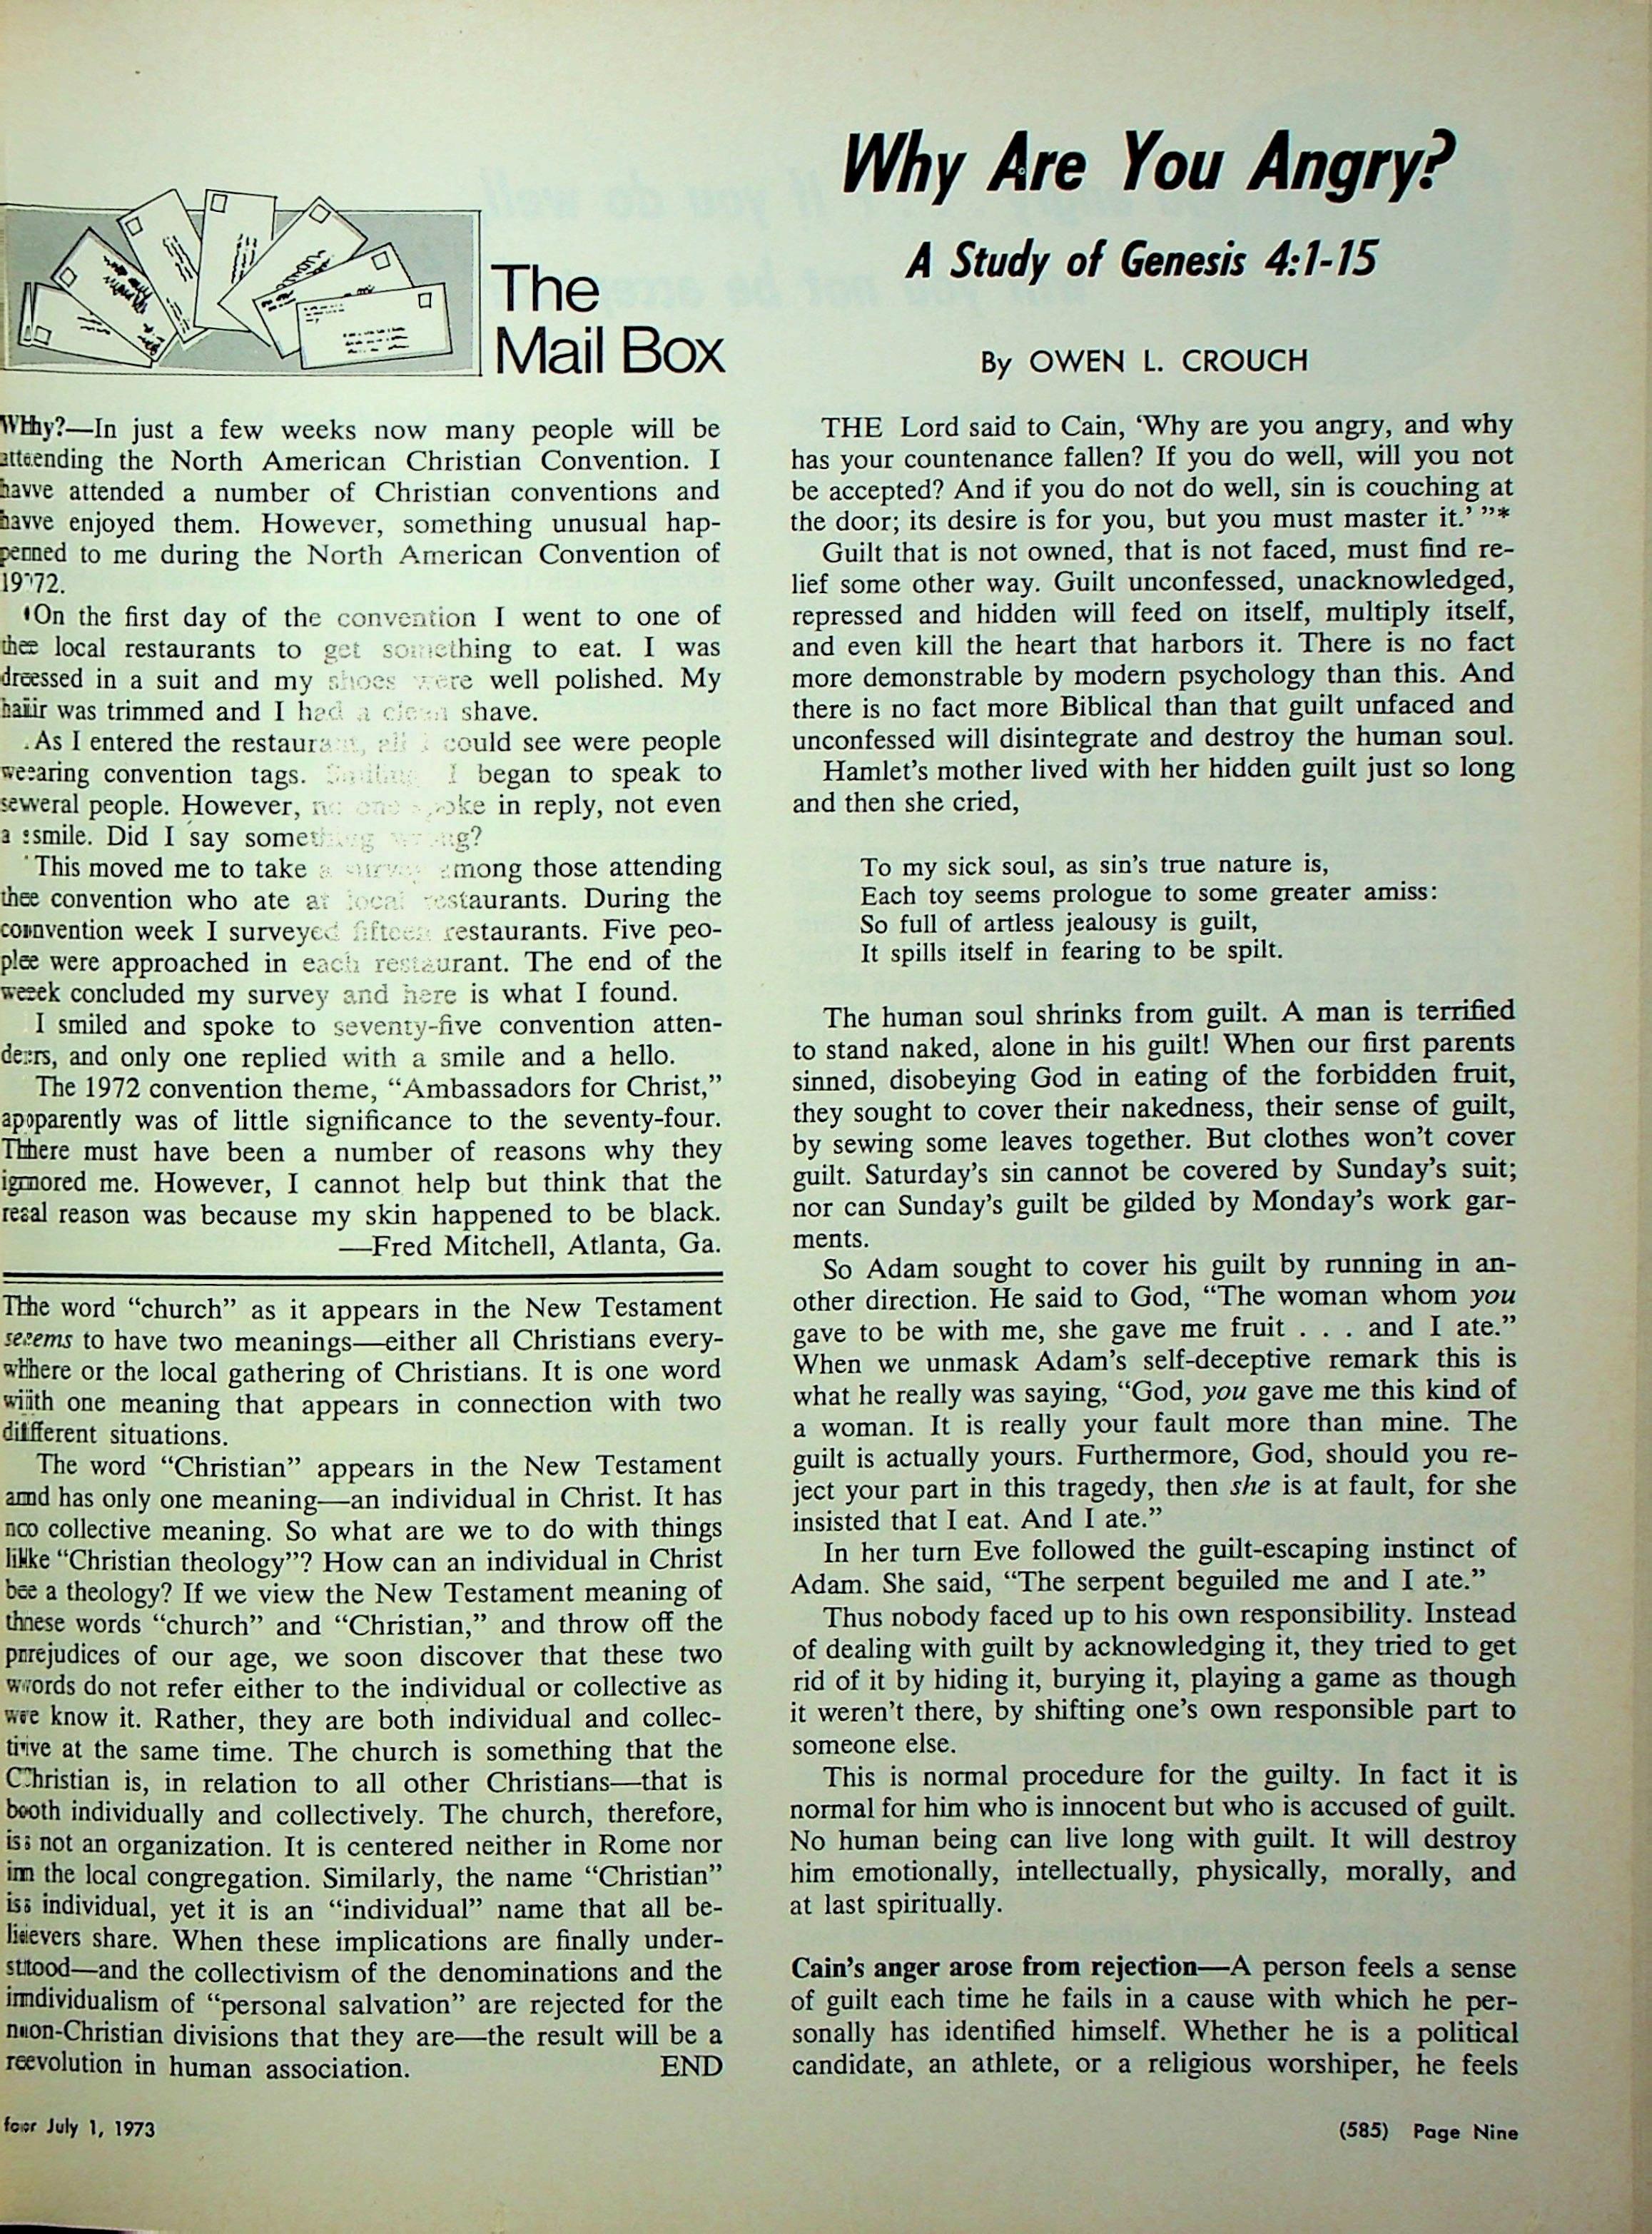 The
Mail Box
Why?—In just a few weeks now many people will be
attending the North American Christian Convention. I
have attended a number of Christian conventions and
have enjoyed them. However, something unusual hap-
pened to me during the North American Convention of
1972.
On the first day of the convention I went to one of
the local restaurants to get something to eat. I was
dressed in a suit and my shoes were well polished. My
hair was trimmed and I had a clean shave.
As I entered the restaurant, all I could see were people
wearing convention tags. Smiling, I began to speak to
several people. However, no one spoke in reply, not even
a smile. Did I say something wrong?
This moved me to take a survey among those attending
the convention who ate at local restaurants. During the
convention week I surveyed fifteen restaurants. Five peo-
ple were approached in each restaurant. The end of the
week concluded my survey and here is what I found.
I smiled and spoke to seventy-five convention atten-
ders, and only one replied with a smile and a hello.
The 1972 convention theme, “Ambassadors for Christ,”
apparently was of little significance to the seventy-four.
There must have been a number of reasons why they
ignored me. However, I cannot help but think that the
real reason was because my skin happened to be black.
—Fred Mitchell, Atlanta, Ga.
The word “church” as it appears in the New Testament
seems to have two meanings—either all Christians every-
where or the local gathering of Christians. It is one word
with one meaning that appears in connection with two
different situations.
The word “Christian” appears in the New Testament
and has only one meaning—an individual in Christ. It has
no collective meaning. So what are we to do with things
like “Christian theology”? How can an individual in Christ
be a theology? If we view the New Testament meaning of
these words “church” and “Christian,” and throw off the
prejudices of our age, we soon discover that these two
words do not refer either to the individual or collective as
we know it. Rather, they are both individual and collec-
tive at the same time. The church is something that the
Christian is, in relation to all other Christians—that is
both individually and collectively. The church, therefore,
is not an organization. It is centered neither in Rome nor
in the local congregation. Similarly, the name “Christian”
is individual, yet it is an “individual” name that all be-
lievers share. When these implications are finally under-
stood—and the collectivism of the denominations and the
individualism of “personal salvation” are rejected for the
non-Christian divisions that they are—the result will be a
revolution in human association. END
for July 1, 1973
Why Are You Angry?
A Study of Genesis 4:1-15
By OWEN L. CROUCH
THE Lord said to Cain, ‘Why are you angry, and why
has your countenance fallen? If you do well, will you not
be accepted? And if you do not do well, sin is couching at
the door; its desire is for you, but you must master it.’ ”*
Guilt that is not owned, that is not faced, must find re-
lief some other way. Guilt unconfessed, unacknowledged,
repressed and hidden will feed on itself, multiply itself,
and even kill the heart that harbors it. There is no fact
more demonstrable by modern psychology than this. And
there is no fact more Biblical than that guilt unfaced and
unconfessed will disintegrate and destroy the human soul.
Hamlet’s mother lived with her hidden guilt just so long
and then she cried,
To my sick soul, as sin’s true nature is,
Each toy seems prologue to some greater amiss:
So full of artless jealousy is guilt,
It spills itself in fearing to be spilt.
The human soul shrinks from guilt. A man is terrified
to stand naked, alone in his guilt! When our first parents
sinned, disobeying God in eating of the forbidden fruit,
they sought to cover their nakedness, their sense of guilt,
by sewing some leaves together. But clothes won’t cover
guilt. Saturday’s sin cannot be covered by Sunday’s suit;
nor can Sunday’s guilt be gilded by Monday’s work gar-
ments.
So Adam sought to cover his guilt by running in an-
other direction. He said to God, “The woman whom you
gave to be with me, she gave me fruit . . . and I ate.”
When we unmask Adam’s self-deceptive remark this is
what he really was saying, “God, you gave me this kind of
a woman. It is really your fault more than mine. The
guilt is actually yours. Furthermore, God, should you re-
ject your part in this tragedy, then she is at fault, for she
insisted that I eat. And I ate.”
In her turn Eve followed the guilt-escaping instinct of
Adam. She said, “The serpent beguiled me and I ate.”
Thus nobody faced up to his own responsibility. Instead
of dealing with guilt by acknowledging it, they tried to get
rid of it by hiding it, burying it, playing a game as though
it weren’t there, by shifting one’s own responsible part to
someone else.
This is normal procedure for the guilty. In fact it is
normal for him who is innocent but who is accused of guilt.
No human being can live long with guilt. It will destroy
him emotionally, intellectually, physically, morally, and
at last spiritually.
Cain’s anger arose from rejection—A person feels a sense
of guilt each time he fails in a cause with which he per-
sonally has identified himself. Whether he is a political
candidate, an athlete, or a religious worshiper, he feels
(585) Page Nine